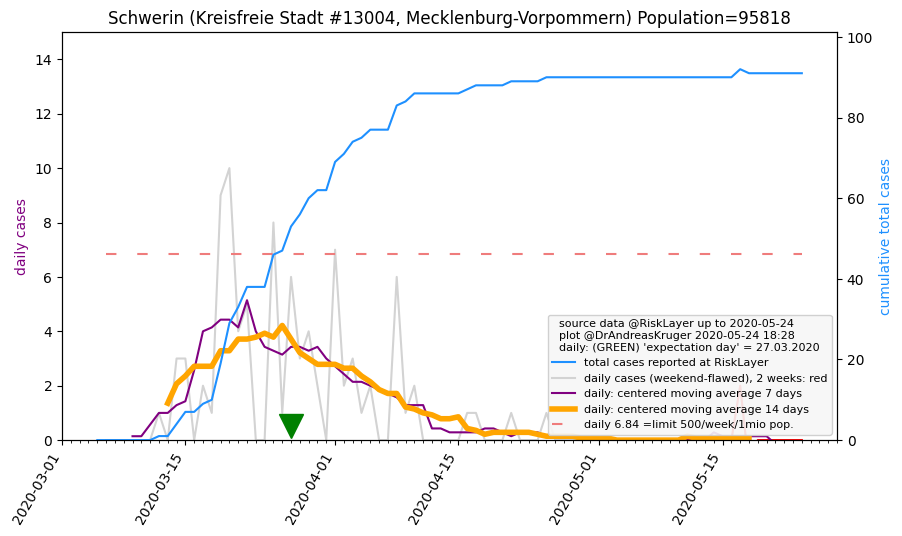 Schwerin (Kreisfreie Stadt #13004, Mecklenburg-Vorpommern) Population=95818
daily cases
14
12
10
8
6
4
2
0
100
80
60
40
20
0
cumulative total cases
source data @RiskLayer up to 2020-05-24
plot @DrAndreasKruger 2020-05-24 18:28
daily: (GREEN) 'expectation day' = 27.03.2020
total cases reported at RiskLayer
daily cases (weekend-flawed), 2 weeks: red
daily: centered moving average 7 days
daily: centered moving average 14 days
daily 6.84 =limit 500/week/1mio pop.
2020-03-01
2020-03-15
2020-04-01
2020-04-15
2020-05-01
2020-05-15